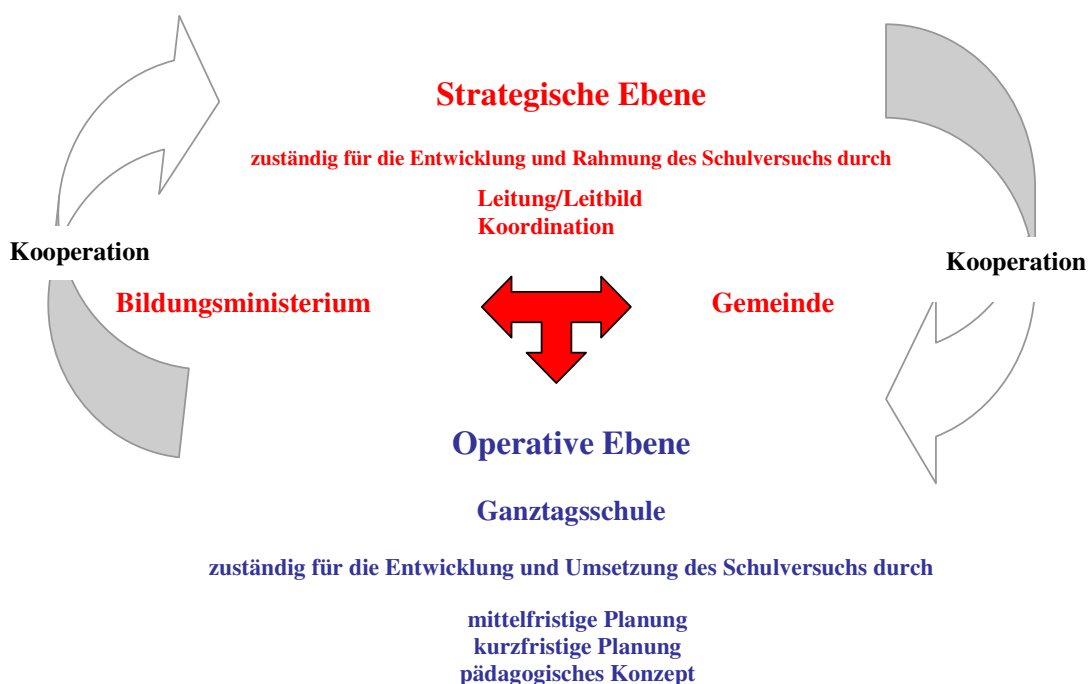 Strategische Ebene
zuständig für die Entwicklung und Rahmung des Schulversuchs durch
Leitung/Leitbild
Koordination
Kooperation
Kooperation
Bildungsministerium
Gemeinde
Operative Ebene
Ganztagsschule
zuständig für die Entwicklung und Umsetzung des Schulversuchs durch
mittelfristige Planung
kurzfristige Planung
pädagogisches Konzept